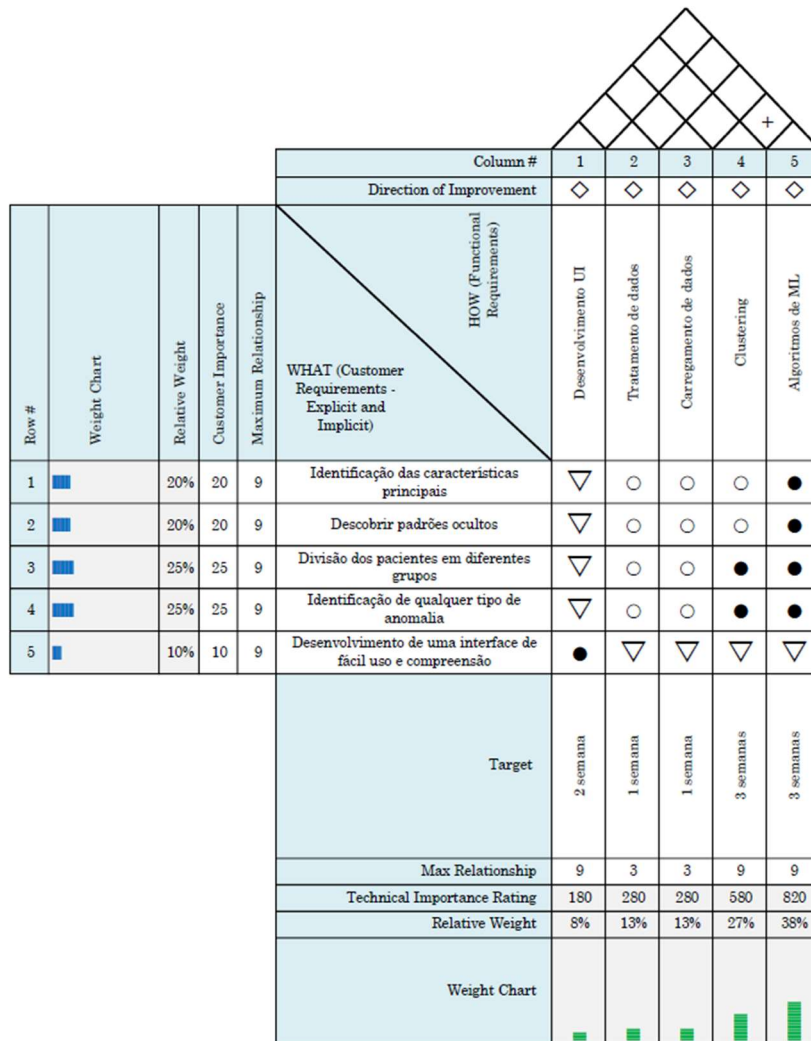 +
Column # 1 2 3 4 5
Direction of Improvement ◇ ◇ ◇ ◇ ◇
Row #
Weight Chart
Relative Weight
Customer Importance
Maximum Relationship
HOW (Functional
Requirements)
WHAT (Customer
Requirements -
Explicit and
Implicit)
Desenvolvimento UI
Tratamento de dados
Carregamento de dados
Clustering
Algoritmos de ML
1 20% 20 9 Identificação das características
principais ▽ ○ ○ ○ ●
2 20% 20 9 Descobrir padrões ocultos ▽ ○ ○ ○ ●
3 25% 25 9 Divisão dos pacientes em diferentes
grupos ▽ ○ ○ ● ●
4 25% 25 9 Identificação de qualquer tipo de
anomalia ▽ ○ ○ ● ●
5 10% 10 9 Desenvolvimento de uma interface de
fácil uso e compreensão ● ▽ ▽ ▽ ▽
Target
2 semana
1 semana
1 semana
3 semanas
3 semanas
Max Relationship 9 3 3 9 9
Technical Importance Rating 180 280 280 580 820
Relative Weight 8% 13% 13% 27% 38%
Weight Chart